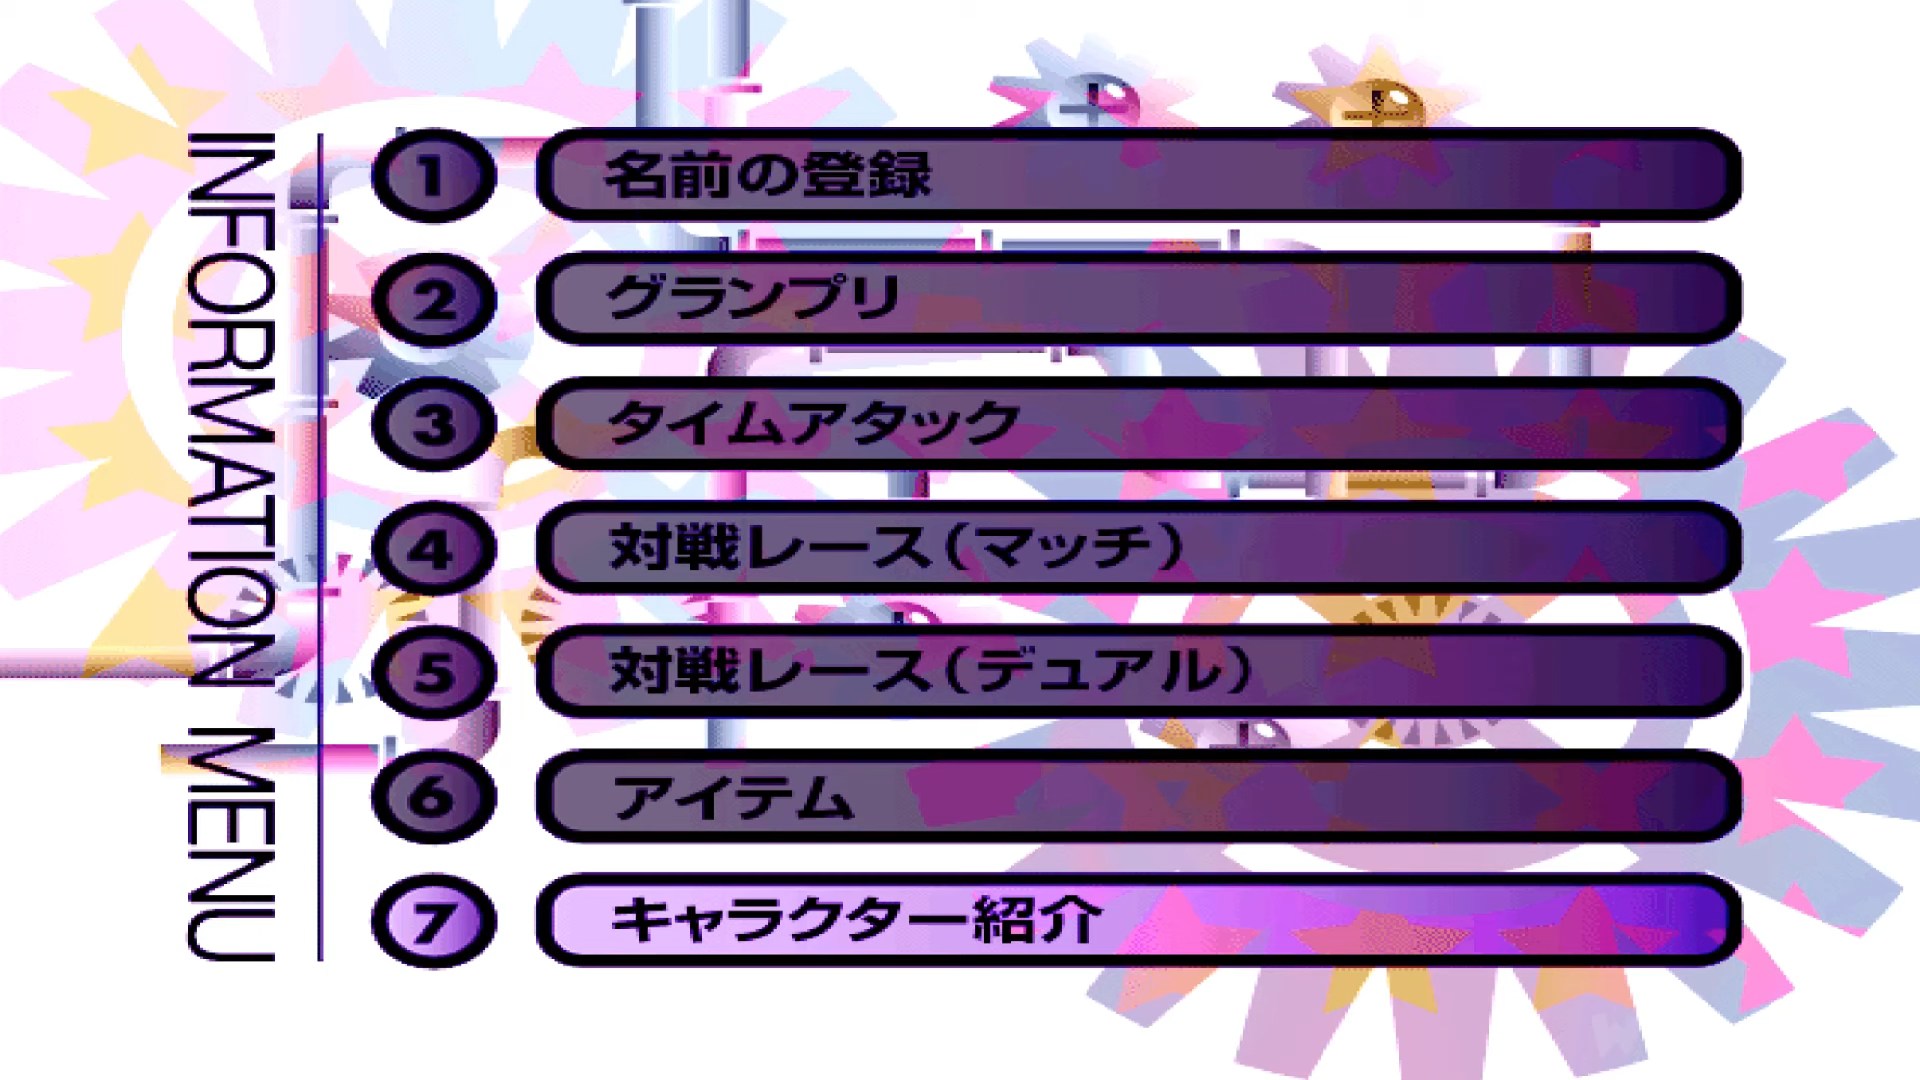 INFORMATION MENU
1 名前の登録
2 グランプリ
3 タイムアタック
4 対戦レース(マッチ)
5 対戦レース(デュアル)
6 アイテム
7 キャラクター紹介